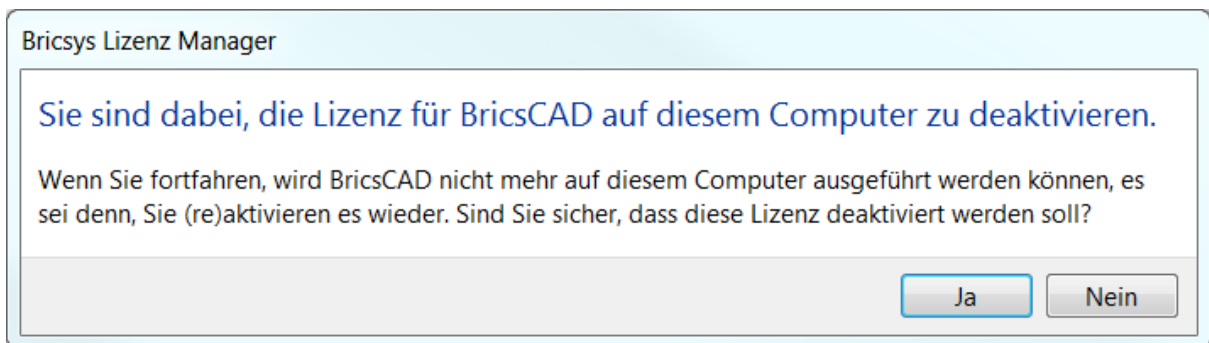 Bricsys Lizenz Manager
Sie sind dabei, die Lizenz für BricsCAD auf diesem Computer zu deaktivieren.
Wenn Sie fortfahren, wird BricsCAD nicht mehr auf diesem Computer ausgeführt werden können, es
sei denn, Sie (re)aktivieren es wieder. Sind Sie sicher, dass diese Lizenz deaktiviert werden soll?
Ja Nein